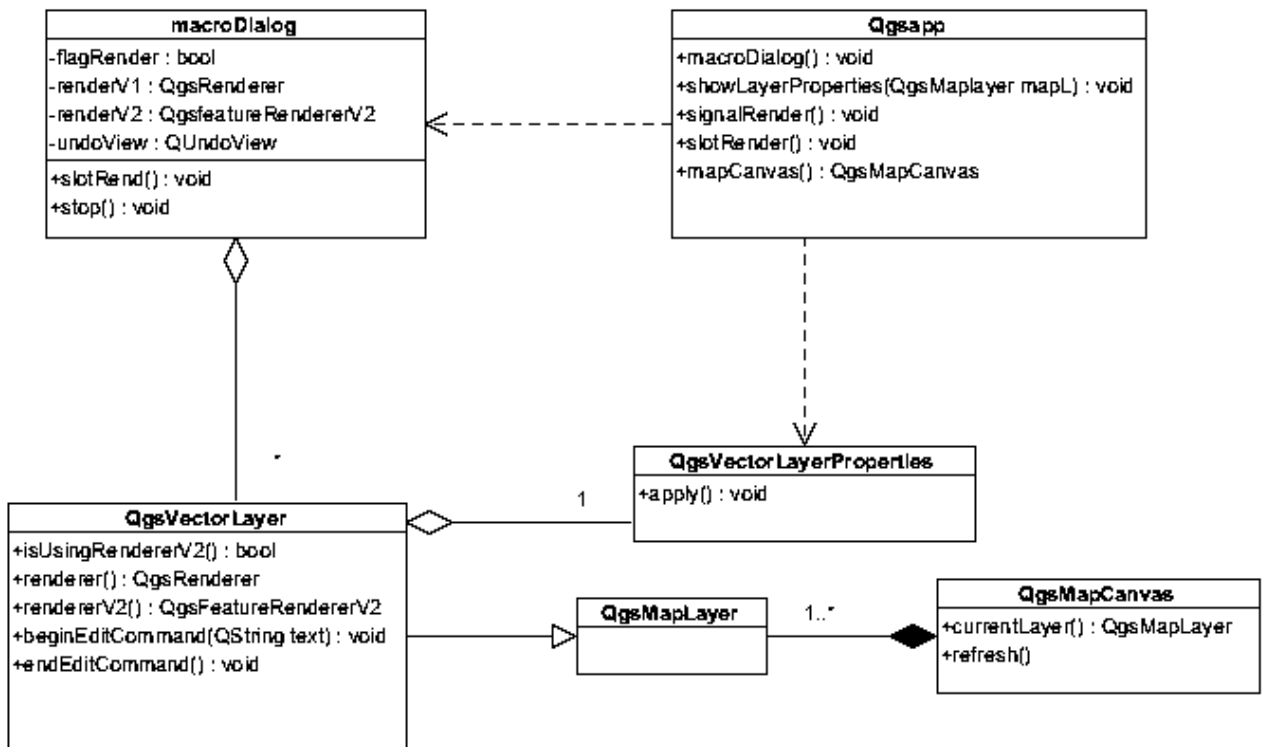 macroDialog
-flagRender : bool
-renderV1 : QgsRenderer
-renderV2 : QgsfeatureRendererV2
-undoView : QUndoView
+slotRend() : void
+stop() : void
Qgsapp
+macroDialog() : void
+showLayerProperties(QgsMaplayer mapL) : void
+signalRender() : void
+slotRender() : void
+mapCanvas() : QgsMapCanvas
*
QgsVectorLayerProperties
+apply() : void
1
QgsVectorLayer
+isUsingRendererV2() : bool
+renderer() : QgsRenderer
+rendererV2() : QgsFeatureRendererV2
+beginEditCommand(QString text) : void
+endEditCommand() : void
QgsMapLayer
1..*
QgsMapCanvas
+currentLayer() : QgsMapLayer
+refresh()